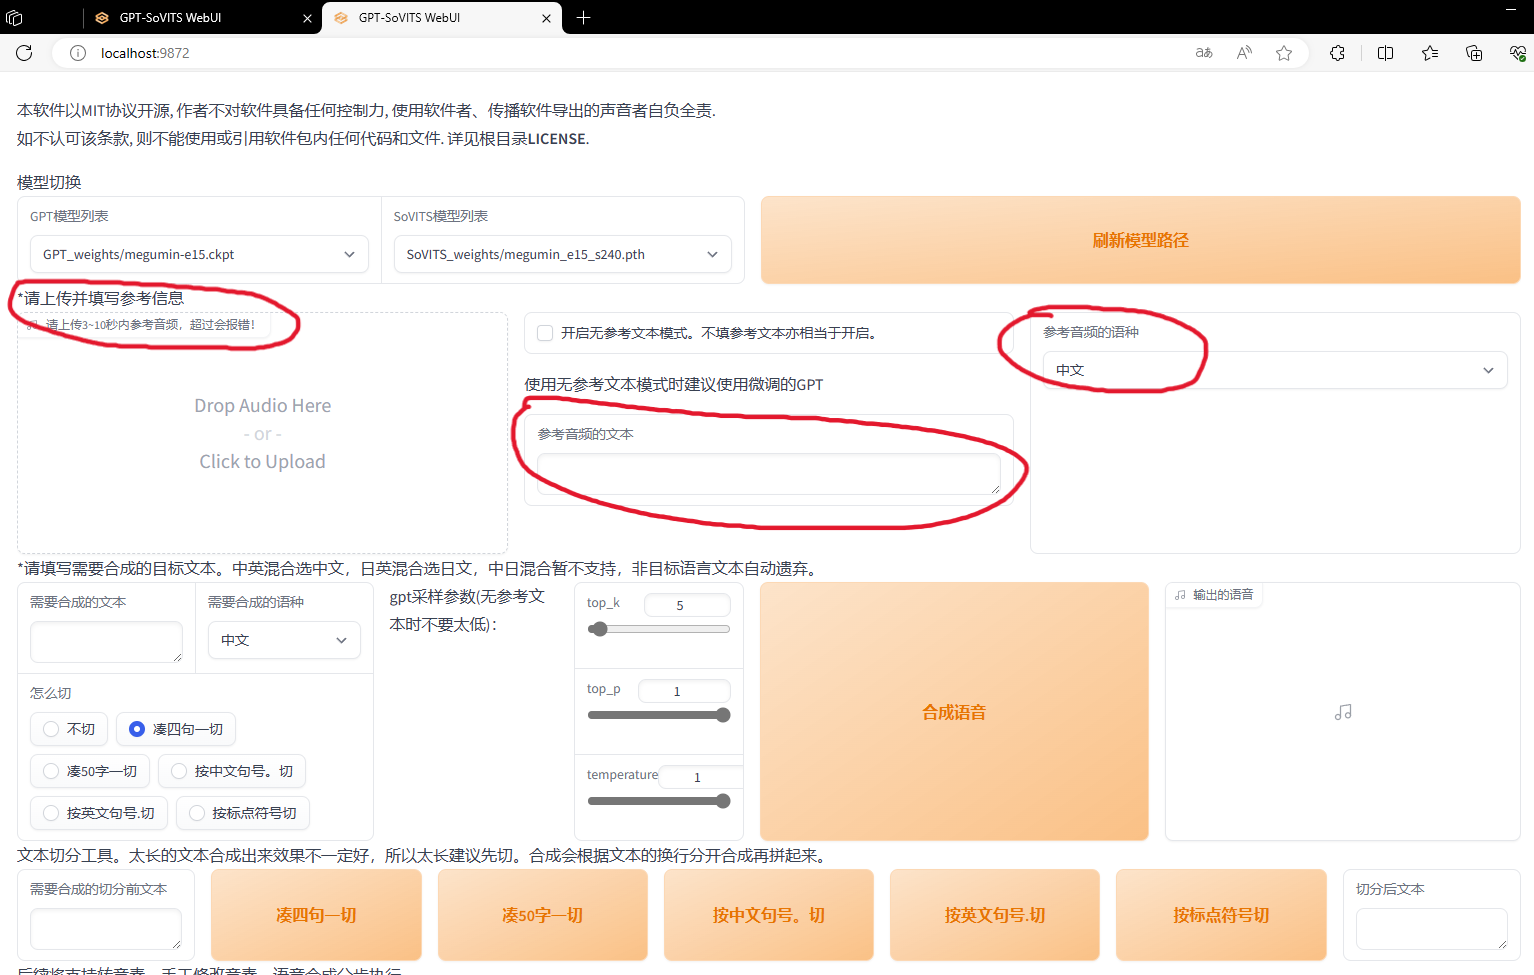 GPT-SoVITS WebUI
GPT-SoVITS WebUI
localhost:9872
本软件以MIT协议开源, 作者不对软件具备任何控制力, 使用软件者、传播软件导出的声音者自负全责.
如不认可该条款, 则不能使用或引用软件包内任何代码和文件. 详见根目录LICENSE.
模型切换
GPT模型列表
GPT_weights/megumin-e15.ckpt
SoVITS模型列表
SoVITS_weights/megumin_e15_s240.pth
刷新模型路径
*请上传并填写参考信息
请上传3~10秒内参考音频，超过会报错！
Drop Audio Here
- or -
Click to Upload
开启无参考文本模式。不填参考文本亦相当于开启。
使用无参考文本模式时建议使用微调的GPT
参考音频的文本
参考音频的语种
中文
*请填写需要合成的目标文本。中英混合选中文，日英混合选日文，中日混合暂不支持，非目标语言文本自动遗弃。
需要合成的文本
需要合成的语种
中文
怎么切
不切
凑四句一切
凑50字一切
按中文句号。切
按英文句号.切
按标点符号切
gpt采样参数(无参考文
本时不要太低)：
top_k
5
top_p
1
temperature
1
合成语音
输出的语音
文本切分工具。太长的文本合成出来效果不一定好，所以太长建议先切。合成会根据文本的换行分开合成再拼起来。
需要合成的切分前文本
凑四句一切
凑50字一切
按中文句号。切
按英文句号.切
按标点符号切
切分后文本
后续将支持转音素、手工修改音素、语音合成分步执行。